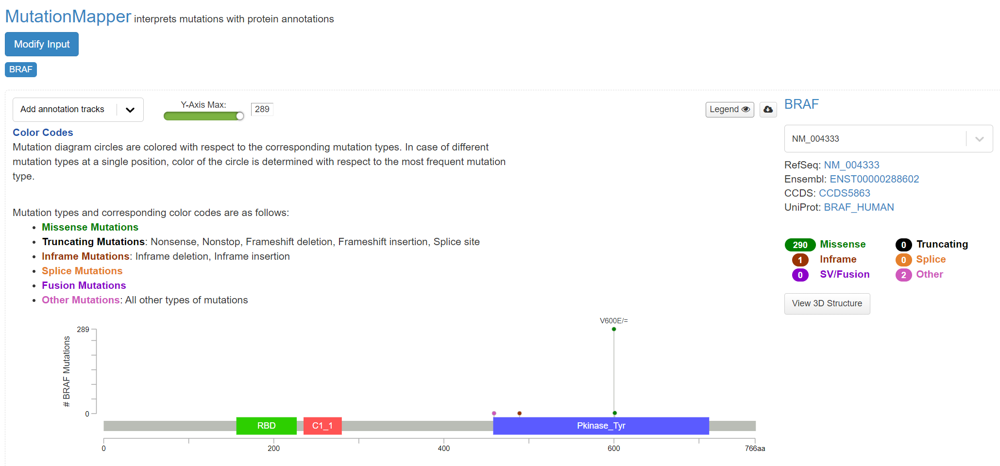 MutationMapper interprets mutations with protein annotations
Modify Input
BRAF
Add annotation tracks
Y-Axis Max:
289
Legend
BRAF
NM_004333
RefSeq: NM_004333
Ensembl: ENST00000288602
CCDS: CCDS5863
UniProt: BRAF_HUMAN
290 Missense
0 Truncating
1 Inframe
0 Splice
0 SV/Fusion
2 Other
View 3D Structure
Color Codes
Mutation diagram circles are colored with respect to the corresponding mutation types. In case of different
mutation types at a single position, color of the circle is determined with respect to the most frequent mutation
type.
Mutation types and corresponding color codes are as follows:
• Missense Mutations
• Truncating Mutations: Nonsense, Nonstop, Frameshift deletion, Frameshift insertion, Splice site
• Inframe Mutations: Inframe deletion, Inframe insertion
• Splice Mutations
• Fusion Mutations
• Other Mutations: All other types of mutations
V600E/=
289
# BRAF Mutations
0
RBD
C1_1
Pkinase_Tyr
0
200
400
600
766aa